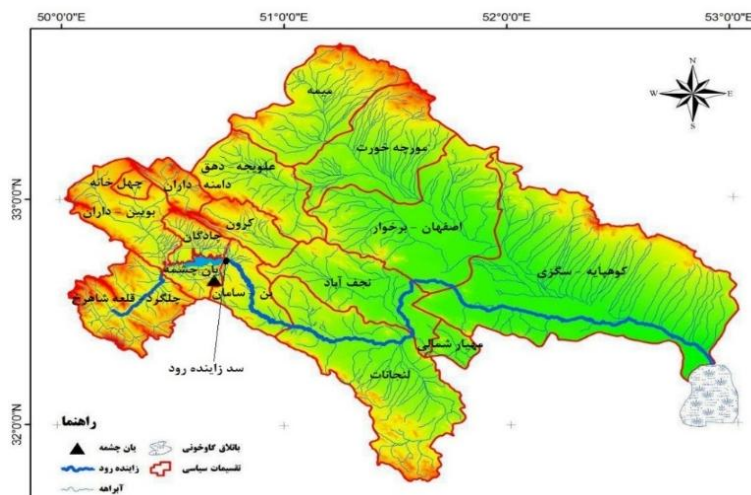 50°0'0"E 51°0'0"E 52°0'0"E 53°0'0"E
33°0'0"N
32°0'0"N
N
W E
S
میمه
مورچه خورت
علویجه - دهق
دامنه - داران
چهل خانه
بویین - داران
کرون
چادگان
اصفهان - برخوار
کوهپایه - سگزی
یان چشمه
نجف آباد
بن - سامان
چلگرد - قلعه شاهرخ
مهیار شمالی
لنجانات
سد زاینده رود
راهنما
یان چشمه
باتلاق گاوخونی
زاینده رود
تقسیمات سیاسی
آبراهه